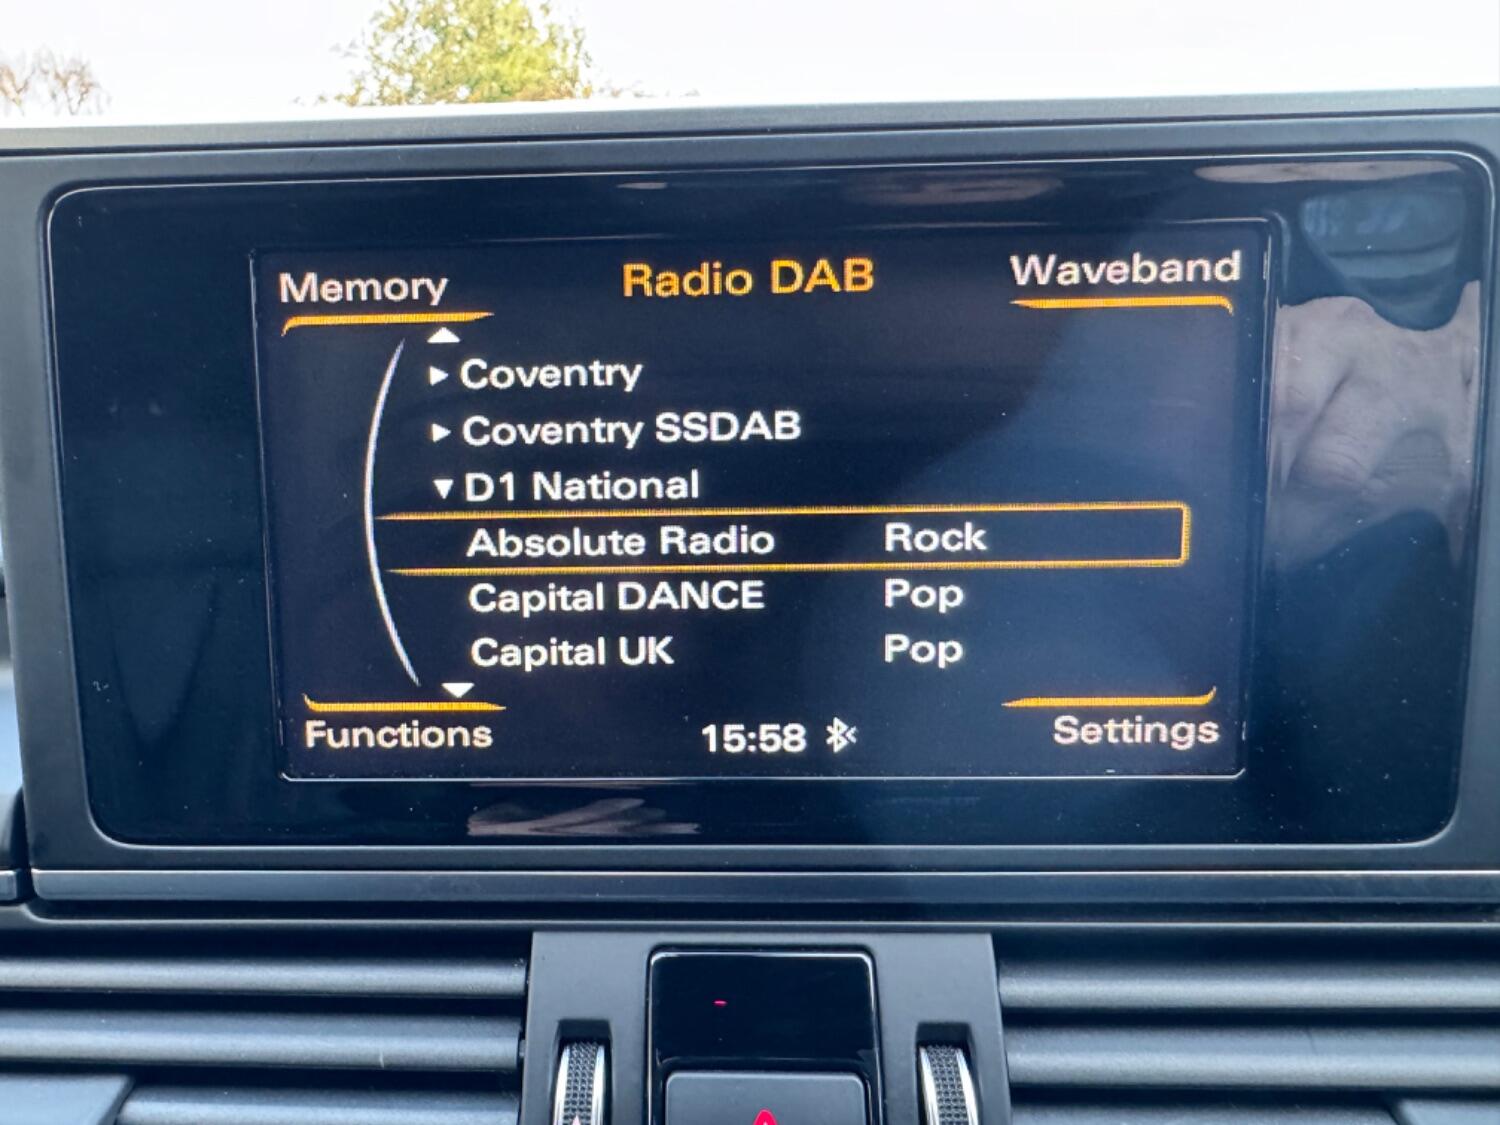 Memory Radio DAB Waveband
Coventry
Coventry SSDAB
D1 National
Absolute Radio Rock
Capital DANCE Pop
Capital UK Pop
Functions 15:58 Settings